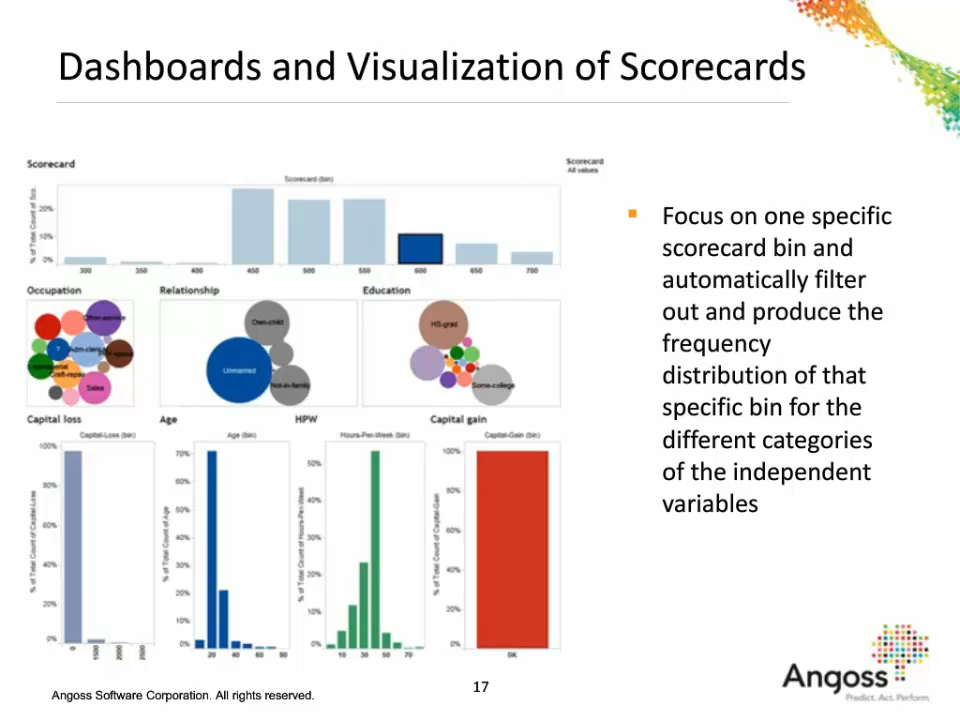 Dashboards and Visualization of Scorecards
Scorecard
Scorecard
All values
Scorecard (bin)
% of Total Count of Sco..
20%
10%
0%
300 350 400 450 500 550 600 650 700
Focus on one specific
scorecard bin and
automatically filter
out and produce the
frequency
distribution of that
specific bin for the
different categories
of the independent
variables
Occupation Relationship Education
Adm-cleric
Craft-repair
Sales
?
Own-child
Unmarried
Not-in-family
HS-grad
Some-college
Capital loss Age HPW Capital gain
Capital-Loss (bin) Age (bin) Hours-Per-Week (bin) Capital-Gain (bin)
% of Total Count of Capital-Loss
100%
80%
60%
40%
20%
0%
0 1500 2000 2500
% of Total Count of Age
70%
60%
50%
40%
30%
20%
10%
0%
20 40 60 80
% of Total Count of Hours-Per-Week
50%
40%
30%
20%
10%
0%
10 30 50 70
% of Total Count of Capital-Gain
100%
80%
60%
40%
20%
0%
0K
Angoss Software Corporation. All rights reserved.
17
Angoss
Predict. Act. Perform.